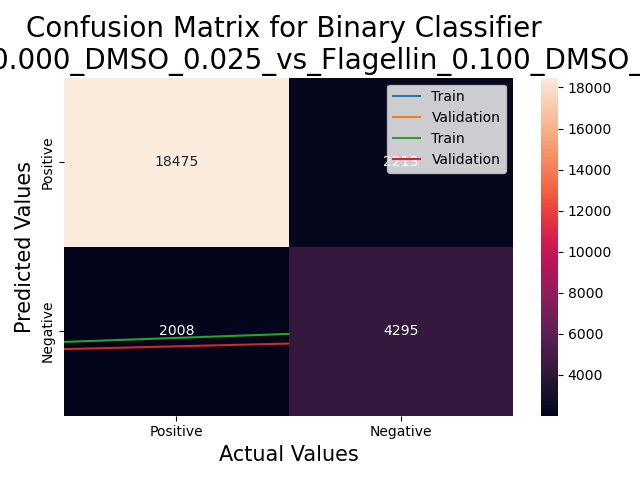 Confusion Matrix for Binary Classifier
0.000_DMSO_0.025_vs_Flagellin_0.100_DMSO_
Train
Validation
Train
Validation
Positive
Negative
Predicted Values
18475
2008
4295
Positive
Negative
Actual Values
18000
16000
14000
12000
10000
8000
6000
4000